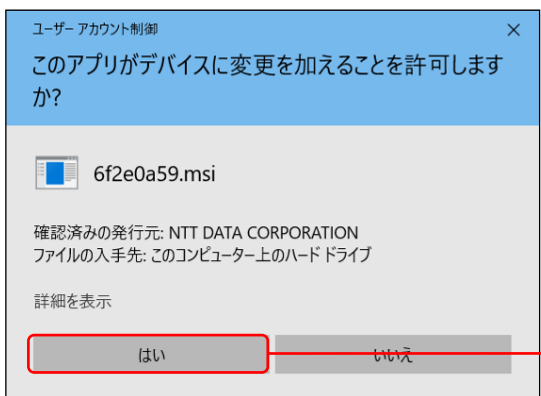 ユーザー アカウント制御
このアプリがデバイスに変更を加えることを許可します
か?
6f2e0a59.msi
確認済みの発行元: NTT DATA CORPORATION
ファイルの入手先: このコンピューター上のハード ドライブ
詳細を表示
はい
いいえ